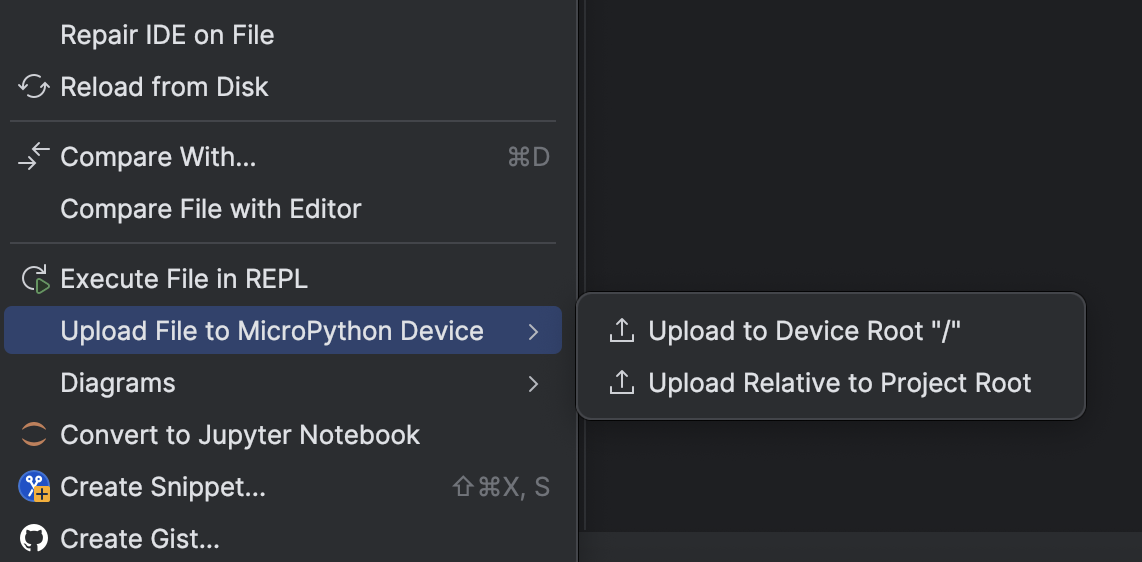 Repair IDE on File
Reload from Disk
Compare With... ⌘D
Compare File with Editor
Execute File in REPL
Upload File to MicroPython Device
Upload to Device Root "/"
Upload Relative to Project Root
Diagrams
Convert to Jupyter Notebook
Create Snippet... ⇧⌘X, S
Create Gist...